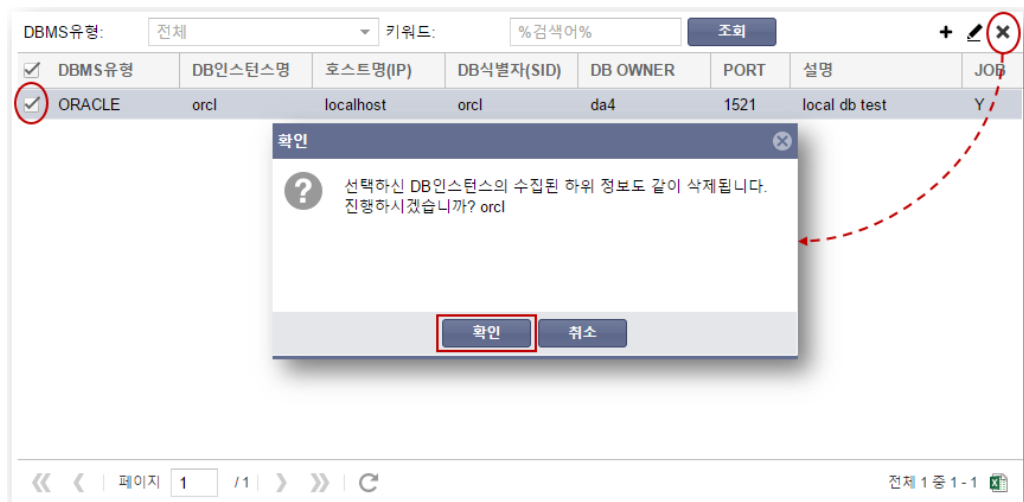 DBMS유형: 전체 키워드: %검색어% 조회
DBMS유형 DB인스턴스명 호스트명(IP) DB식별자(SID) DB OWNER PORT 설명 JOB
ORACLE orcl localhost orcl da4 1521 local db test Y
확인
선택하신 DB인스턴스의 수집된 하위 정보도 같이 삭제됩니다.
진행하시겠습니까? orcl
확인 취소
페이지 1 / 1 전체 1 중 1 - 1